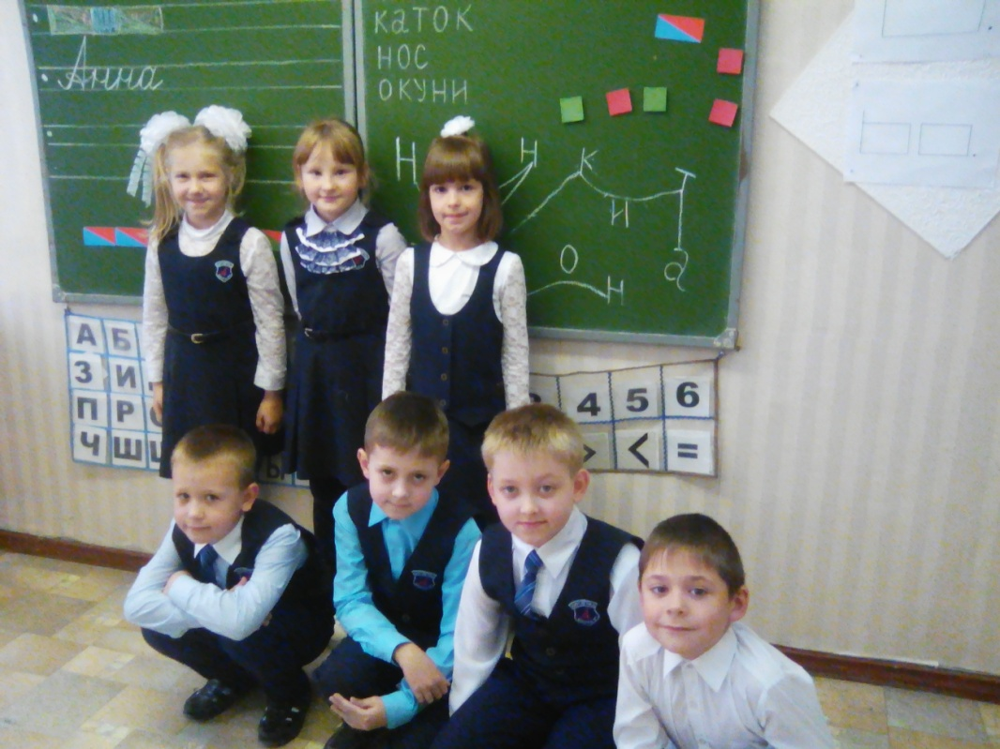 Анна
каток
нос
окуни
Н Н К
И Т
О Н Я
А Б
З И
П Р О
Ч Ш Щ
Ы
4 5 6
> < =